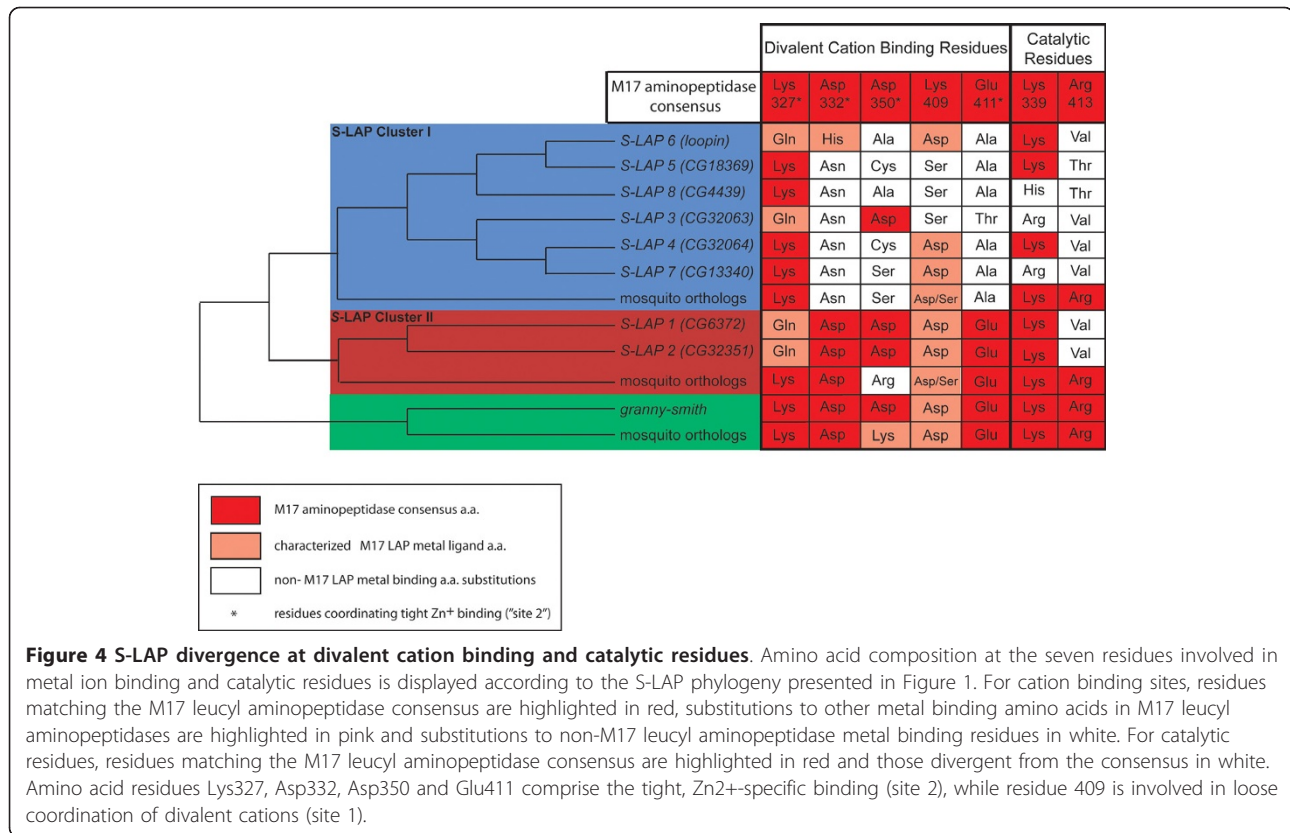 Divalent Cation Binding Residues Catalytic Residues
M17 aminopeptidase consensus Lys 327* Asp 332* Asp 350* Lys 409 Glu 411* Lys 339 Arg 413
S-LAP Cluster I
S-LAP 6 (loopin) Gln His Ala Asp Ala Lys Val
S-LAP 5 (CG18369) Lys Asn Cys Ser Ala Lys Thr
S-LAP 8 (CG4439) Lys Asn Ala Ser Ala His Thr
S-LAP 3 (CG32063) Gln Asn Asp Ser Thr Arg Val
S-LAP 4 (CG32064) Lys Asn Cys Asp Ala Lys Val
S-LAP 7 (CG13340) Lys Asn Ser Asp Ala Arg Val
mosquito orthologs Lys Asn Ser Asp/Ser Ala Lys Arg
S-LAP Cluster II
S-LAP 1 (CG6372) Gln Asp Asp Asp Glu Lys Val
S-LAP 2 (CG32351) Gln Asp Asp Asp Glu Lys Val
mosquito orthologs Lys Asp Arg Asp/Ser Glu Lys Arg
granny-smith Lys Asp Asp Asp Glu Lys Arg
mosquito orthologs Lys Asp Lys Asp Glu Lys Arg
M17 aminopeptidase consensus a.a.
characterized M17 LAP metal ligand a.a.
non- M17 LAP metal binding a.a. substitutions
* residues coordinating tight Zn+ binding ("site 2")
Figure 4 S-LAP divergence at divalent cation binding and catalytic residues. Amino acid composition at the seven residues involved in
metal ion binding and catalytic residues is displayed according to the S-LAP phylogeny presented in Figure 1. For cation binding sites, residues
matching the M17 leucyl aminopeptidase consensus are highlighted in red, substitutions to other metal binding amino acids in M17 leucyl
aminopeptidases are highlighted in pink and substitutions to non-M17 leucyl aminopeptidase metal binding residues in white. For catalytic
residues, residues matching the M17 leucyl aminopeptidase consensus are highlighted in red and those divergent from the consensus in white.
Amino acid residues Lys327, Asp332, Asp350 and Glu411 comprise the tight, Zn2+-specific binding (site 2), while residue 409 is involved in loose
coordination of divalent cations (site 1).